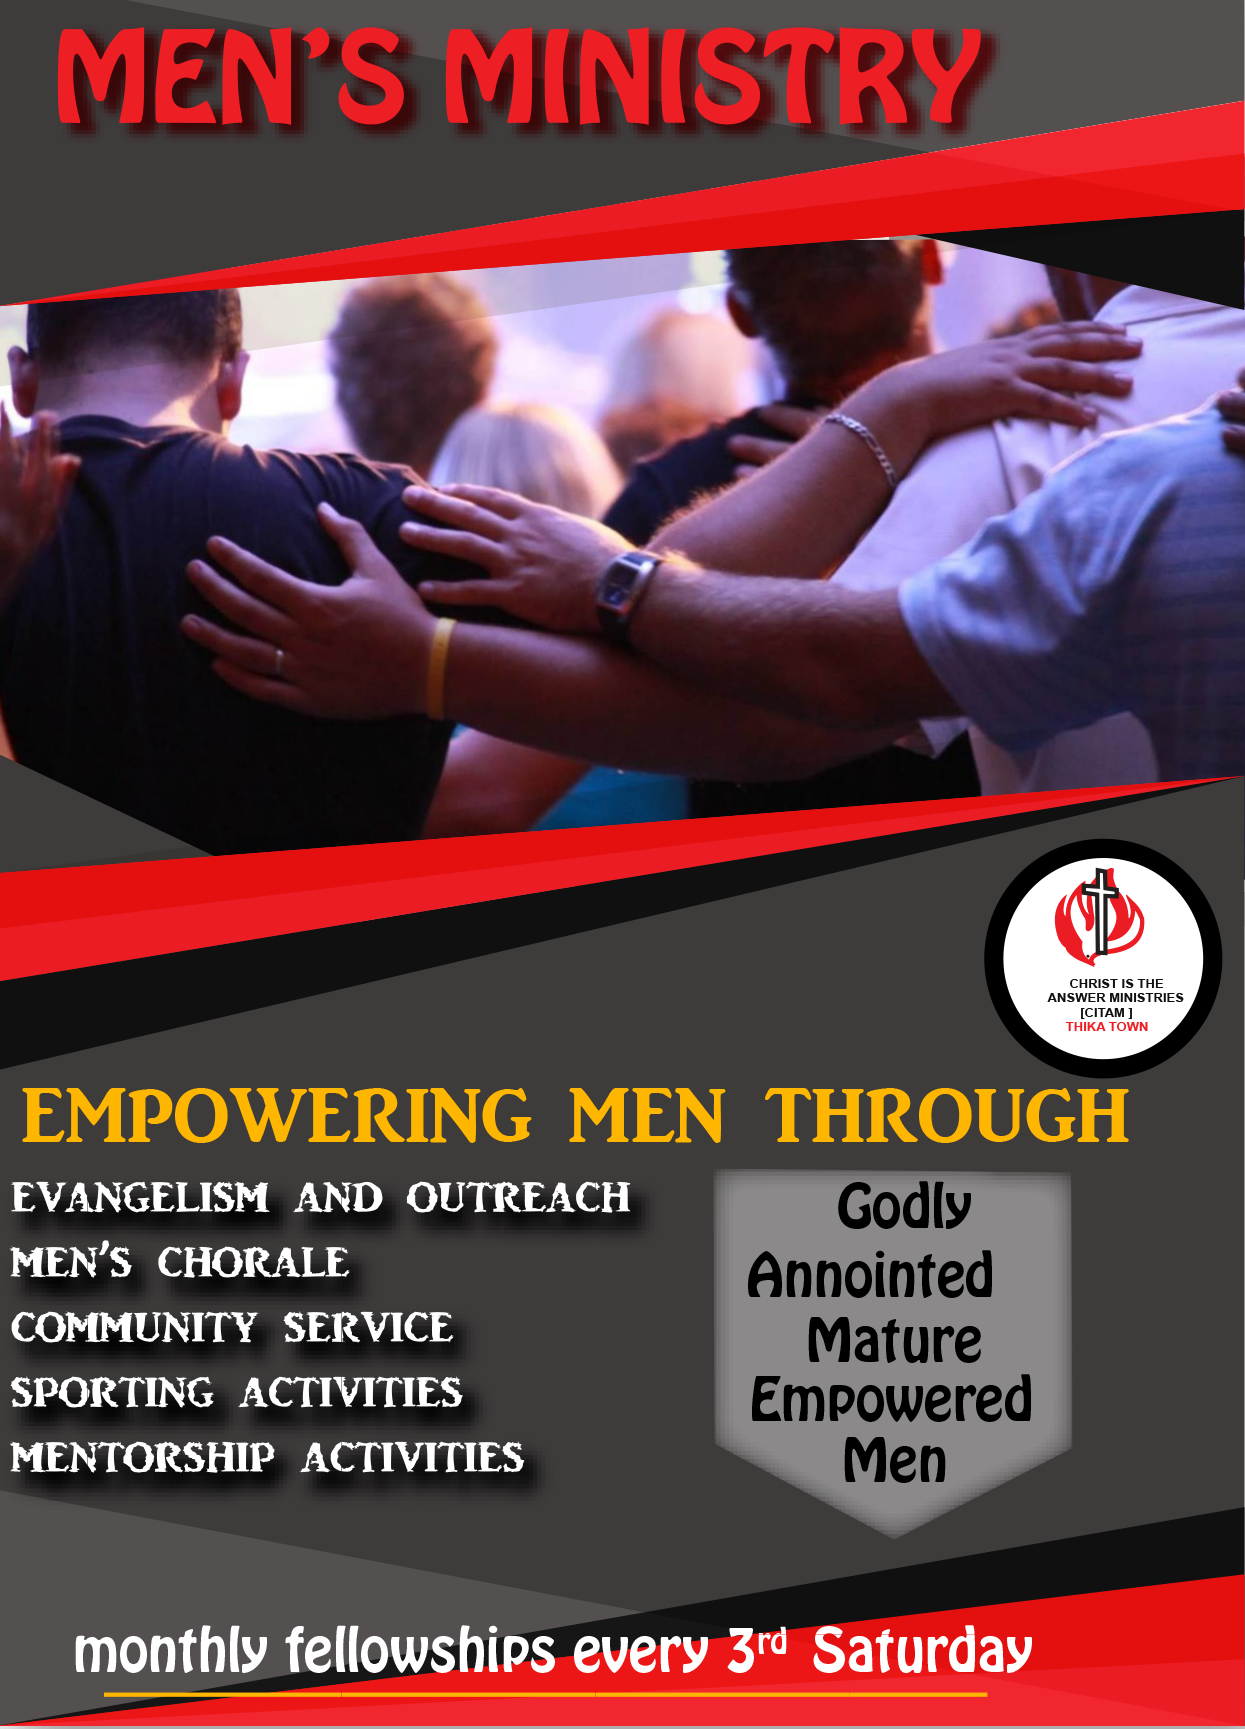 MEN'S MINISTRY
CHRIST IS THE
ANSWER MINISTRIES
[CITAM ]
THIKA TOWN
EMPOWERING MEN THROUGH
EVANGELISM AND OUTREACH
MEN'S CHORALE
COMMUNITY SERVICE
SPORTING ACTIVITIES
MENTORSHIP ACTIVITIES
Godly
Annointed
Mature
Empowered
Men
monthly fellowships every 3rd Saturday